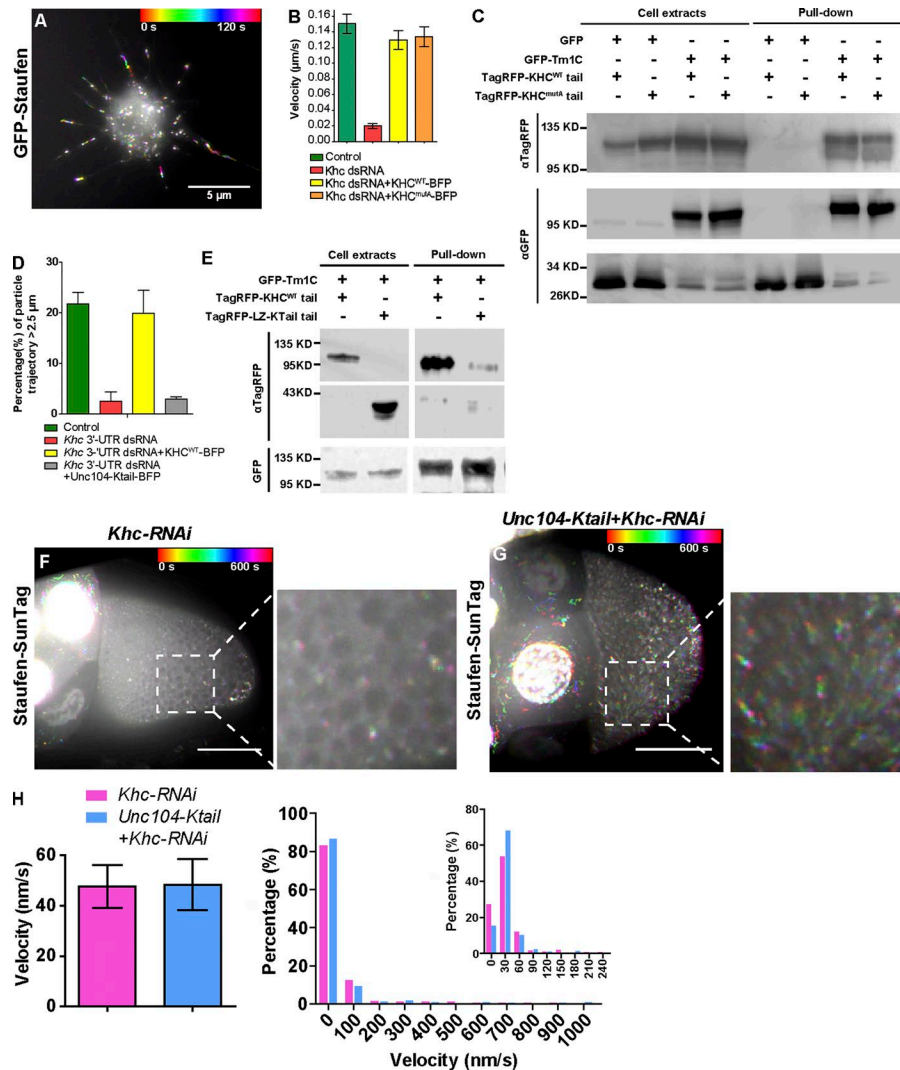 A
0 s 120 s
GFP-Staufen
5 µm
B
Velocity (µm/s)
0.16
0.14
0.12
0.10
0.08
0.06
0.04
0.02
0.00
Control
Khc dsRNA
Khc dsRNA+KHCWT-BFP
Khc dsRNA+KHCmutA-BFP
C
Cell extracts Pull-down
GFP + + - - + + - -
GFP-Tm1C - - + + - - + +
TagRFP-KHCWT tail + - + - + - + -
TagRFP-KHCmutA tail - + - + - + - +
αTagRFP
135 KD
95 KD
αGFP
95 KD
34 KD
26KD
D
Percentage(%) of particle
trajectory >2.5 µm
30
20
10
0
Control
Khc 3'-UTR dsRNA
Khc 3-'UTR dsRNA+KHCWT-BFP
Khc 3'-UTR dsRNA
+Unc104-Ktail-BFP
E
Cell extracts Pull-down
GFP-Tm1C + + + +
TagRFP-KHCWT tail + - + -
TagRFP-LZ-KTail tail - + - +
αTagRFP
135 KD
95KD
43KD
GFP
135 KD
95 KD
Khc-RNAi
F
0 s 600 s
Staufen-SunTag
Unc104-Ktail+Khc-RNAi
G
0 s 600 s
Staufen-SunTag
H
Khc-RNAi
Unc104-Ktail
+Khc-RNAi
Velocity (nm/s)
60
40
20
0
Percentage (%)
100
80
60
40
20
0
0 100 200 300 400 500 600 700 800 900 1000
Velocity (nm/s)
Percentage (%)
80
60
40
20
0
0 30 60 90 120 150 180 210 240